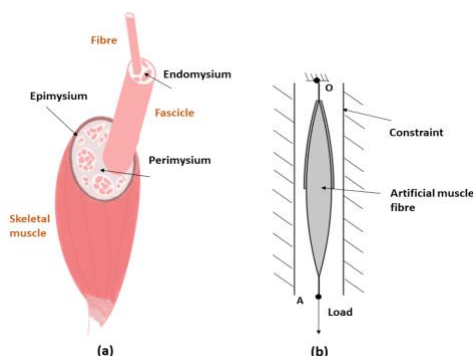 Fibre
Endomysium
Epimysium
Fascicle
Perimysium
Skeletal
muscle
(a)
O
Constraint
Artificial muscle
fibre
A
Load
(b)